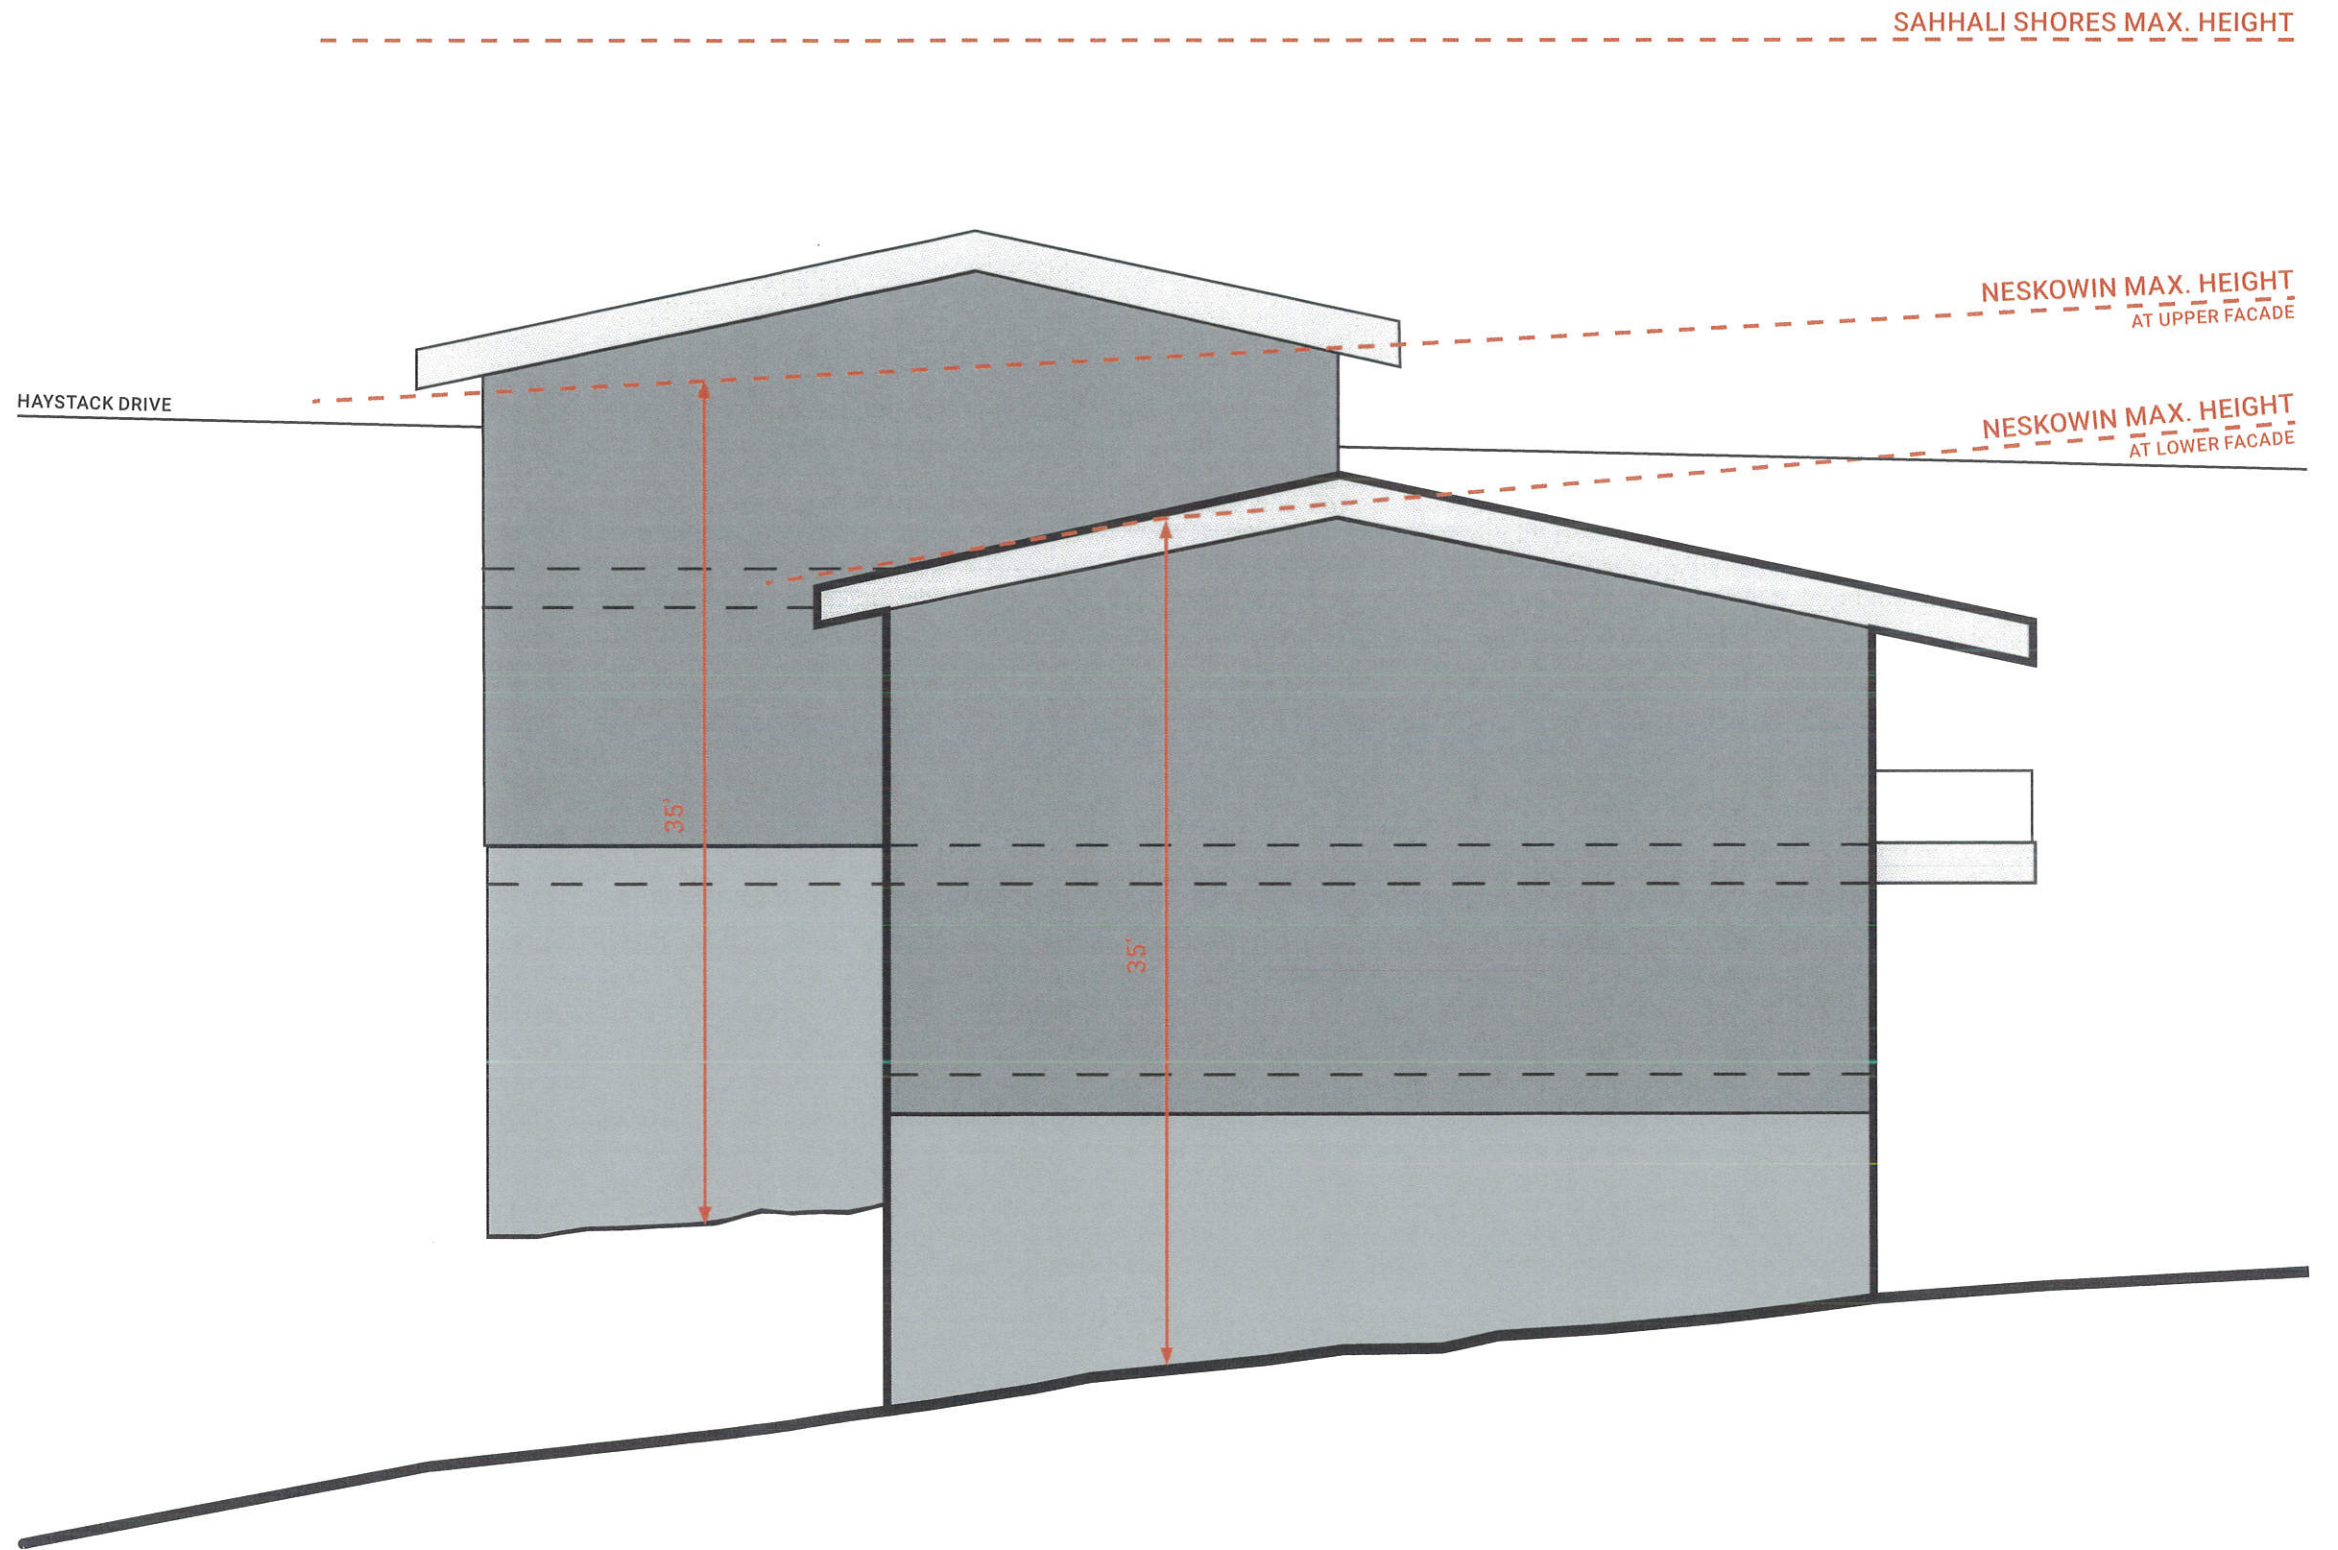 SAHHALI SHORES MAX. HEIGHT
NESKOWIN MAX. HEIGHT
AT UPPER FACADE
HAYSTACK DRIVE
NESKOWIN MAX. HEIGHT
AT LOWER FACADE
35'
35'